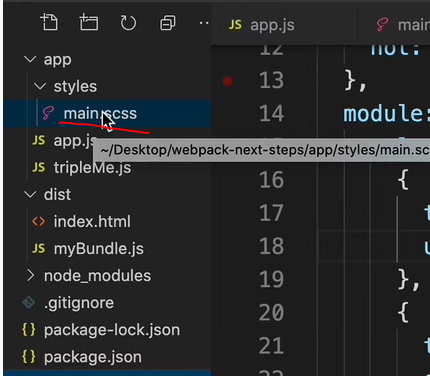 app.js
main
app
styles
main.scss
app.js
~/Desktop/webpack-next-steps/app/styles/main.sc
tripleMe.js
dist
index.html
myBundle.js
node_modules
.gitignore
package-lock.json
package.json
12 not:
13 },
14 module:
16 {
17 t
18 u
19 },
20 {
21 t